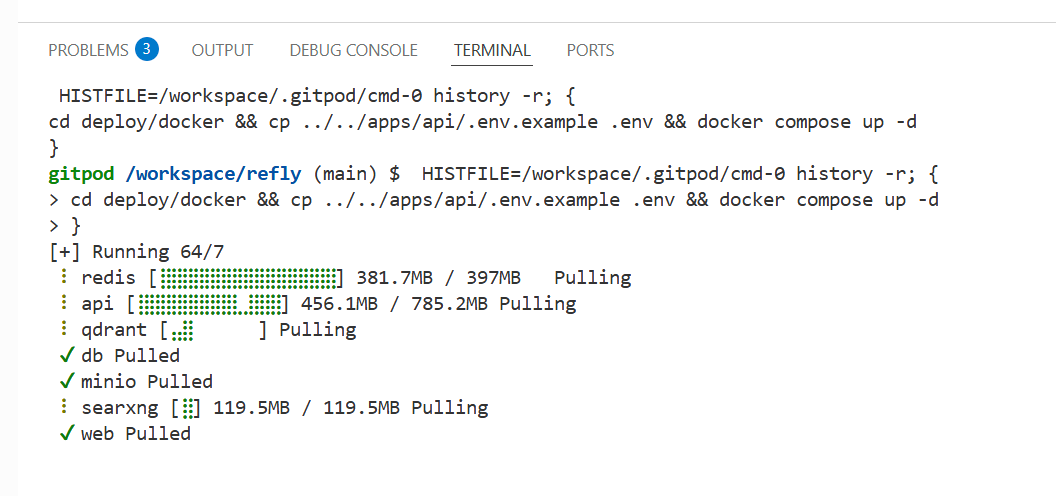 PROBLEMS 3 OUTPUT DEBUG CONSOLE TERMINAL PORTS
HISTFILE=/workspace/.gitpod/cmd-0 history -r; {
cd deploy/docker && cp ../../apps/api/.env.example .env && docker compose up -d
}
gitpod /workspace/refly (main) $  HISTFILE=/workspace/.gitpod/cmd-0 history -r; {
> cd deploy/docker && cp ../../apps/api/.env.example .env && docker compose up -d
> }
[+] Running 64/7
⠇ redis [⣿⣿⣿⣿⣿⣿⣿⣿⣿⣿⣿⣿⣿⣿⣿⣿] 381.7MB / 397MB   Pulling
⠇ api [⣿⣿⣿⣿⣿⣿⣿⣿⣿⣀⣿⣿⣿] 456.1MB / 785.2MB Pulling
⠇ qdrant [⣤⣿      ] Pulling
✓ db Pulled
✓ minio Pulled
⠇ searxng [⣿] 119.5MB / 119.5MB Pulling
✓ web Pulled